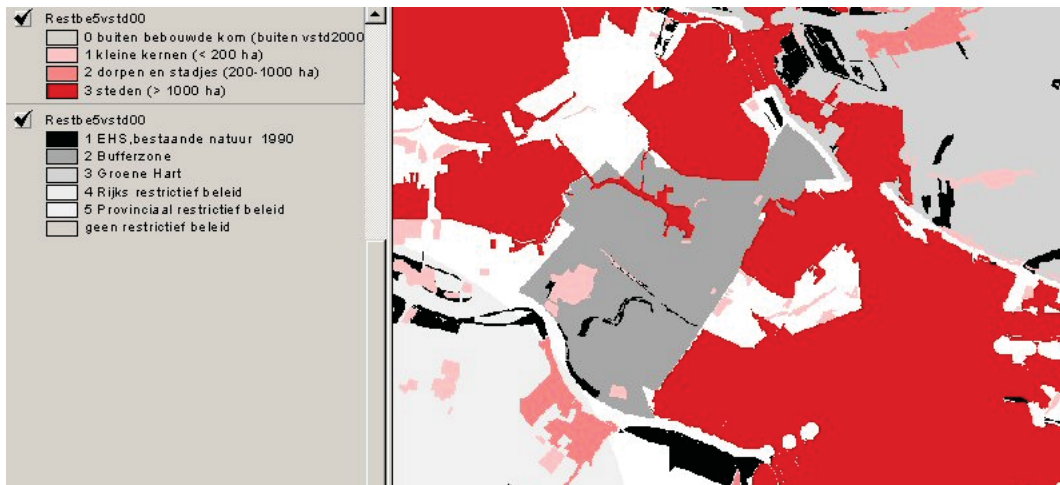 Restbe5vstd00
0 buiten bebouwde kom (buiten vstd2000
1 kleine kernen (< 200 ha)
2 dorpen en stadjes (200-1000 ha)
3 steden (> 1000 ha)
Restbe5vstd00
1 EHS,bestaande natuur 1990
2 Bufferzone
3 Groene Hart
4 Rijks restrictief beleid
5 Provinciaal restrictief beleid
geen restrictief beleid